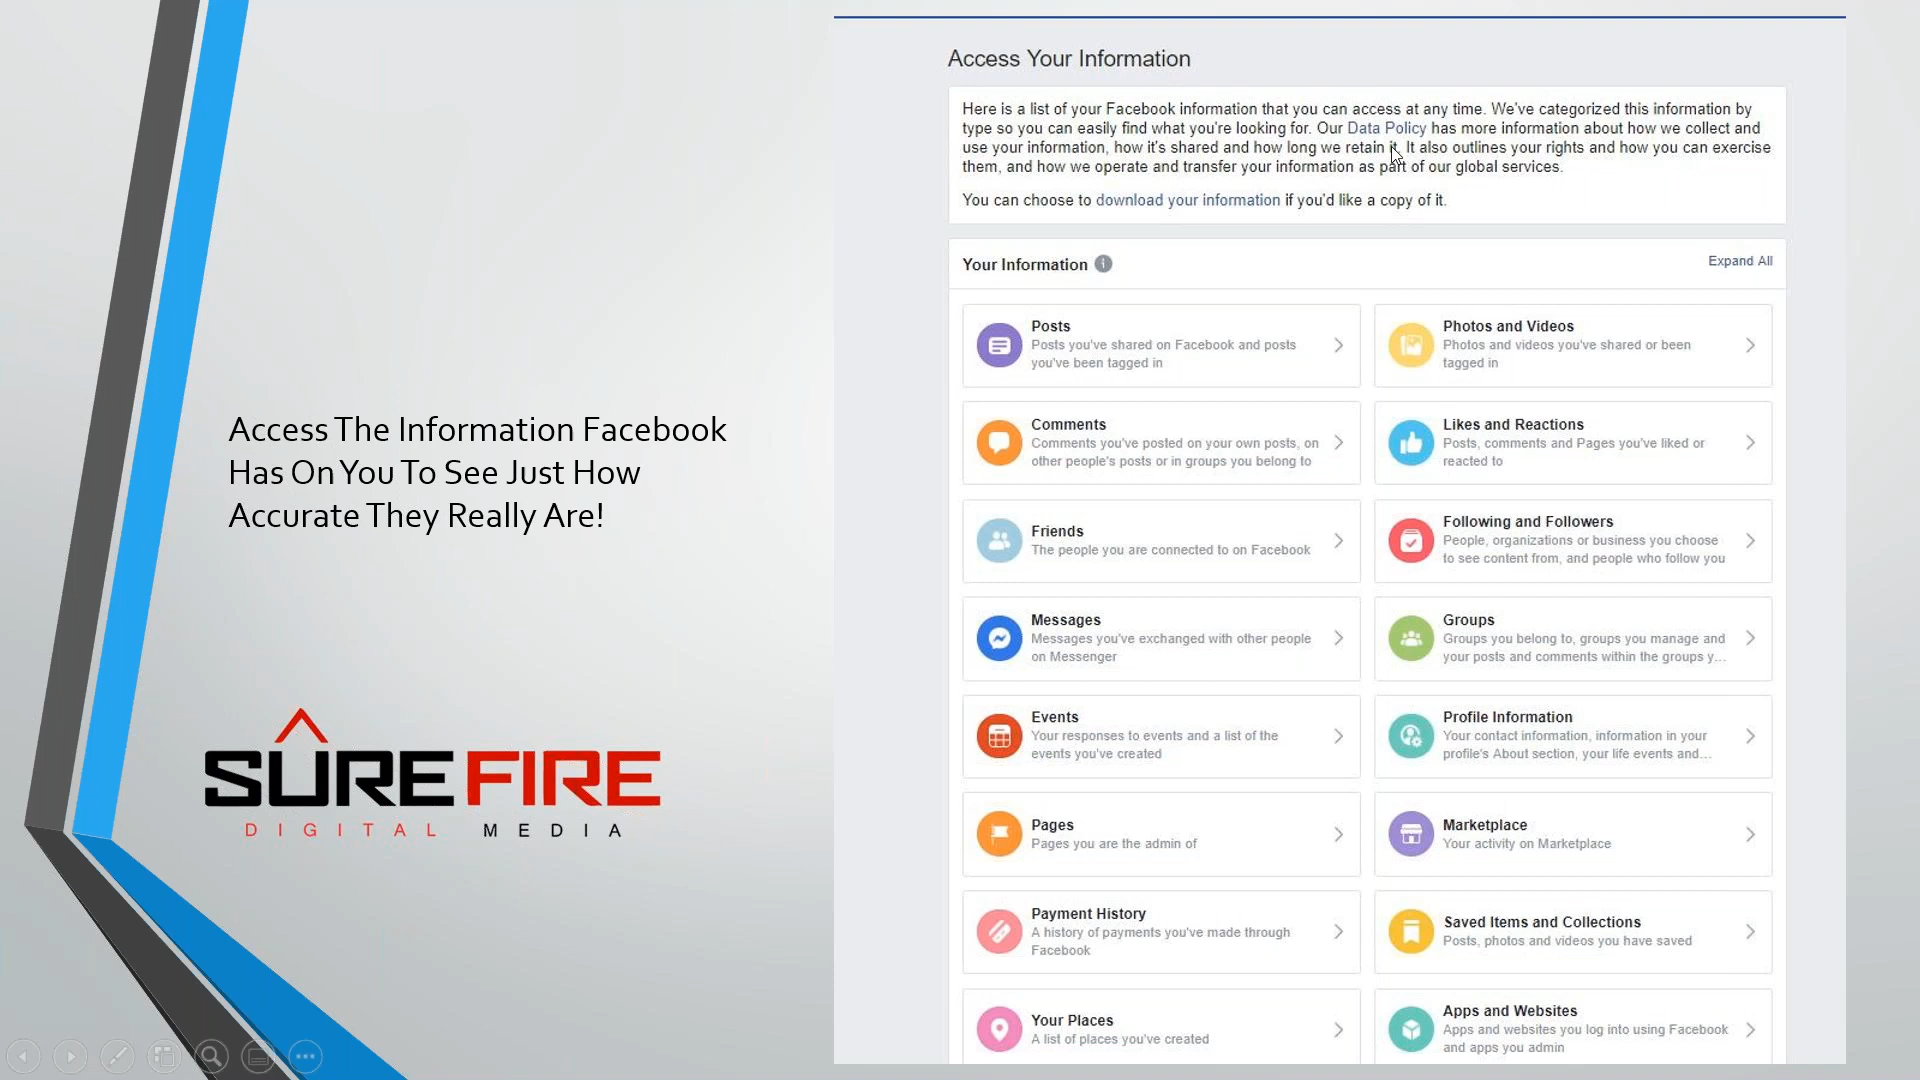 Access The Information Facebook
Has On You To See Just How
Accurate They Really Are!
SUREFIRE
DIGITAL MEDIA
Access Your Information
Here is a list of your Facebook information that you can access at any time. We've categorized this information by
type so you can easily find what you're looking for. Our Data Policy has more information about how we collect and
use your information, how it's shared and how long we retain it. It also outlines your rights and how you can exercise
them, and how we operate and transfer your information as part of our global services.
You can choose to download your information if you'd like a copy of it.
Your Information
Expand All
Posts
Posts you've shared on Facebook and posts
you've been tagged in
Photos and Videos
Photos and videos you've shared or been
tagged in
Comments
Comments you've posted on your own posts, on
other people's posts or in groups you belong to
Likes and Reactions
Posts, comments and Pages you've liked or
reacted to
Friends
The people you are connected to on Facebook
Following and Followers
People, organizations or business you choose
to see content from, and people who follow you
Messages
Messages you've exchanged with other people
on Messenger
Groups
Groups you belong to, groups you manage and
your posts and comments within the groups y...
Events
Your responses to events and a list of the
events you've created
Profile Information
Your contact information, information in your
profile's About section, your life events and...
Pages
Pages you are the admin of
Marketplace
Your activity on Marketplace
Payment History
A history of payments you've made through
Facebook
Saved Items and Collections
Posts, photos and videos you have saved
Your Places
A list of places you've created
Apps and Websites
Apps and websites you log into using Facebook
and apps you admin